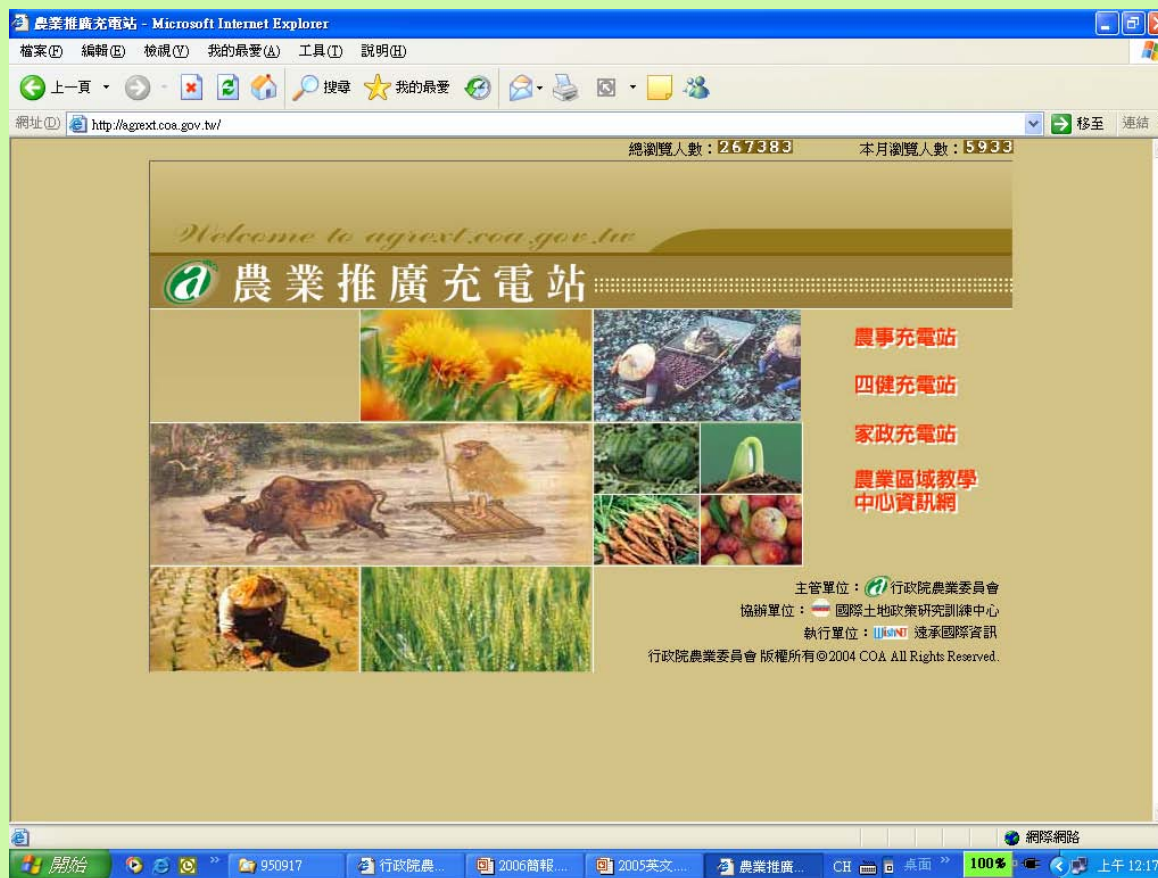 農業推廣充電站 - Microsoft Internet Explorer
檔案(F) 編輯(E) 檢視(V) 我的最愛(A) 工具(T) 說明(H)
上一頁 搜尋 我的最愛
網址(D) http://agrext.coa.gov.tw/ 移至 連結
總瀏覽人數：267383 本月瀏覽人數：5933
Welcome to agrext.coa.gov.tw
a 農業推廣充電站
農事充電站
四健充電站
家政充電站
農業區域教學
中心資訊網
主管單位：行政院農業委員會
協辦單位：國際土地政策研究訓練中心
執行單位：WishNT 遠承國際資訊
行政院農業委員會 版權所有©2004 COA All Rights Reserved.
網際網路
開始 950917 行政院農... 2006簡報.... 2005英文.... 農業推廣... CH 桌面 100% 上午 12:17